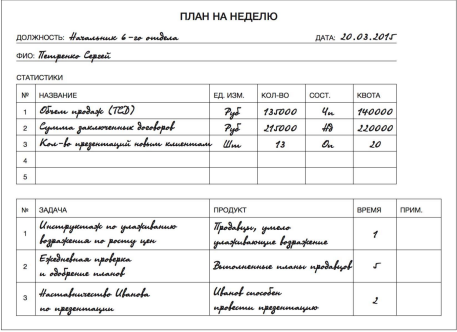 ПЛАН НА НЕДЕЛЮ
ДОЛЖНОСТЬ: Начальник 6-го отдела ДАТА: 20.03.2015
ФИО: Петренко Сергей
СТАТИСТИКИ
№ НАЗВАНИЕ ЕД. ИЗМ. КОЛ-ВО СОСТ. КВОТА
1 Объем продаж (ГСД) Руб 135000 Чп 140000
2 Сумма заключенных договоров Руб 215000 Нд 220000
3 Кол-во презентаций новым клиентам Шт 13 Оп 20
4
5
№ ЗАДАЧА ПРОДУКТ ВРЕМЯ ПРИМ.
1 Инструктаж по улаживанию Продавцы, умело 1
возражения по росту цен улаживающие возражение
2 Ежедневная проверка Выполненные планы продавцов 5
и одобрение планов
3 Наставничество Иванова Иванов способен 2
по презентации провести презентацию